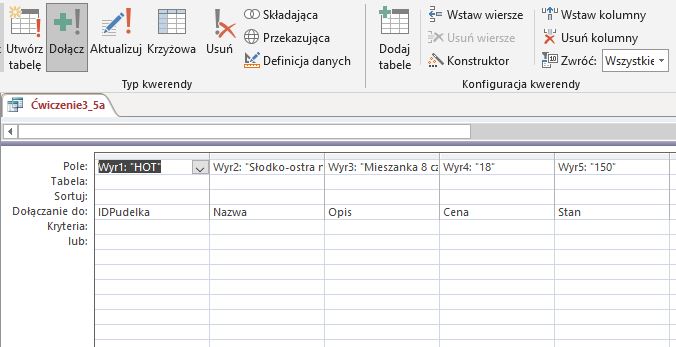 Utwórz tabelę
Dołącz
Aktualizuj
Krzyżowa
Usuń
Składająca
Przekazująca
Definicja danych
Typ kwerendy
Dodaj tabele
Wstaw wiersze
Usuń wiersze
Konstruktor
Wstaw kolumny
Usuń kolumny
Zwróć: Wszystkie
Konfiguracja kwerendy
Ćwiczenie3_5a
Pole: Wyr1: "HOT" Wyr2: "Słodko-ostra Wyr3: "Mieszanka 8 Wyr4: "18" Wyr5: "150"
Tabela:
Sortuj:
Dołączanie do: IDPudelka Nazwa Opis Cena Stan
Kryteria:
lub: